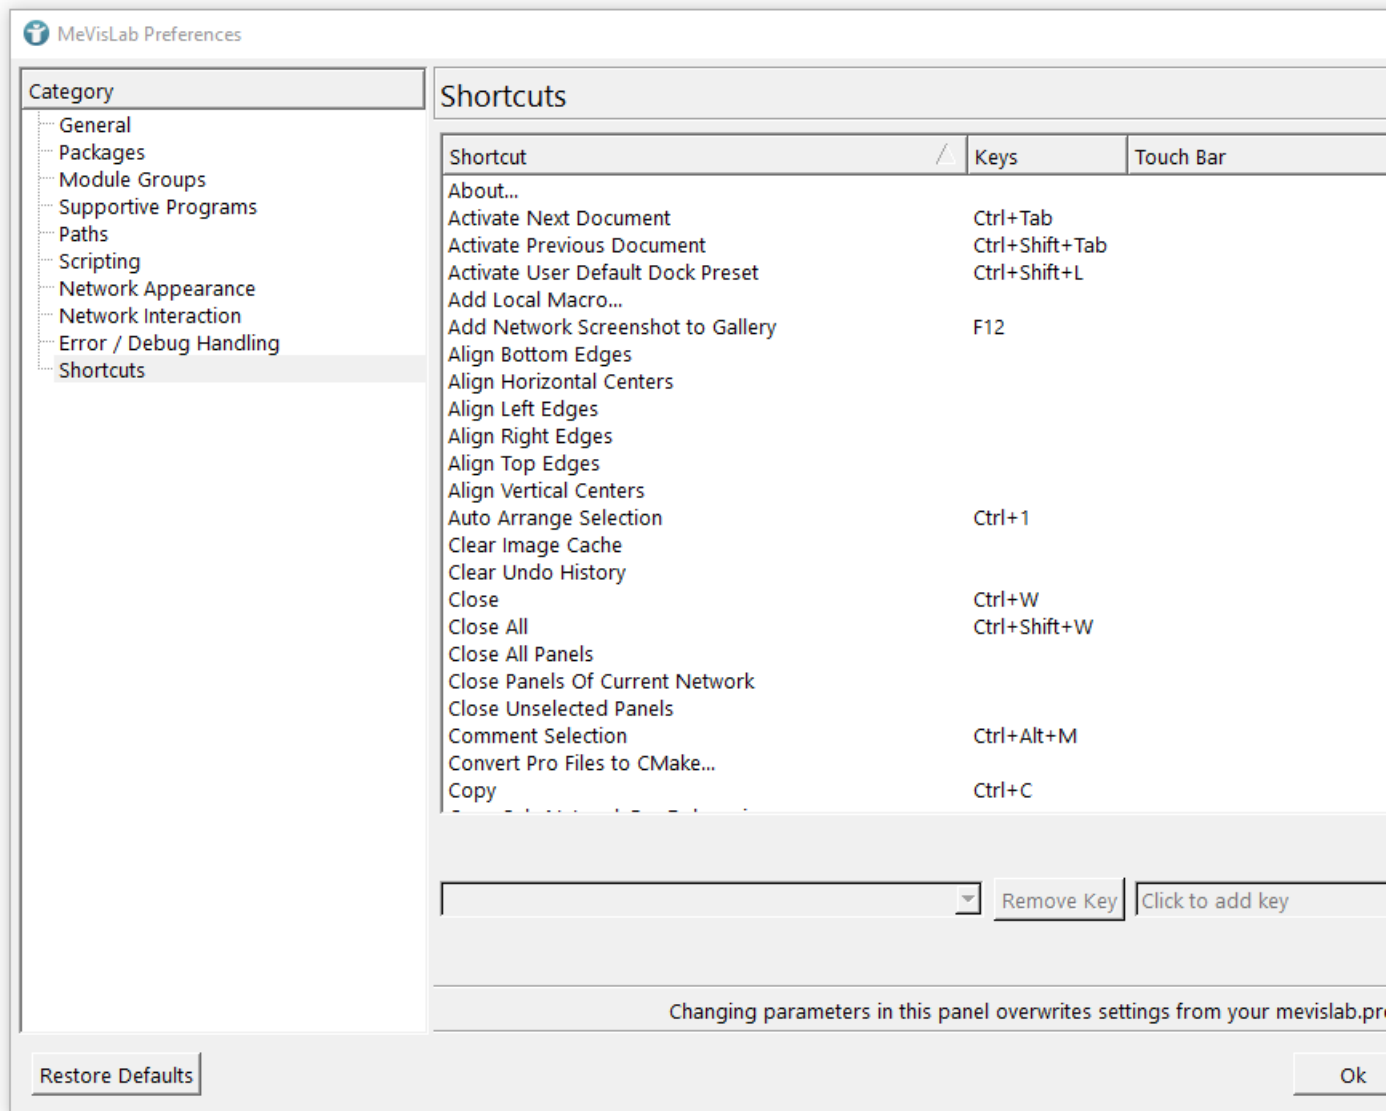 MeVisLab Preferences
Category
General
Packages
Module Groups
Supportive Programs
Paths
Scripting
Network Appearance
Network Interaction
Error / Debug Handling
Shortcuts
Shortcuts
Shortcut Keys Touch Bar
About...
Activate Next Document Ctrl+Tab
Activate Previous Document Ctrl+Shift+Tab
Activate User Default Dock Preset Ctrl+Shift+L
Add Local Macro...
Add Network Screenshot to Gallery F12
Align Bottom Edges
Align Horizontal Centers
Align Left Edges
Align Right Edges
Align Top Edges
Align Vertical Centers
Auto Arrange Selection Ctrl+1
Clear Image Cache
Clear Undo History
Close Ctrl+W
Close All Ctrl+Shift+W
Close All Panels
Close Panels Of Current Network
Close Unselected Panels
Comment Selection Ctrl+Alt+M
Convert Pro Files to CMake...
Copy Ctrl+C
Remove Key Click to add key
Changing parameters in this panel overwrites settings from your mevislab.pr
Restore Defaults Ok